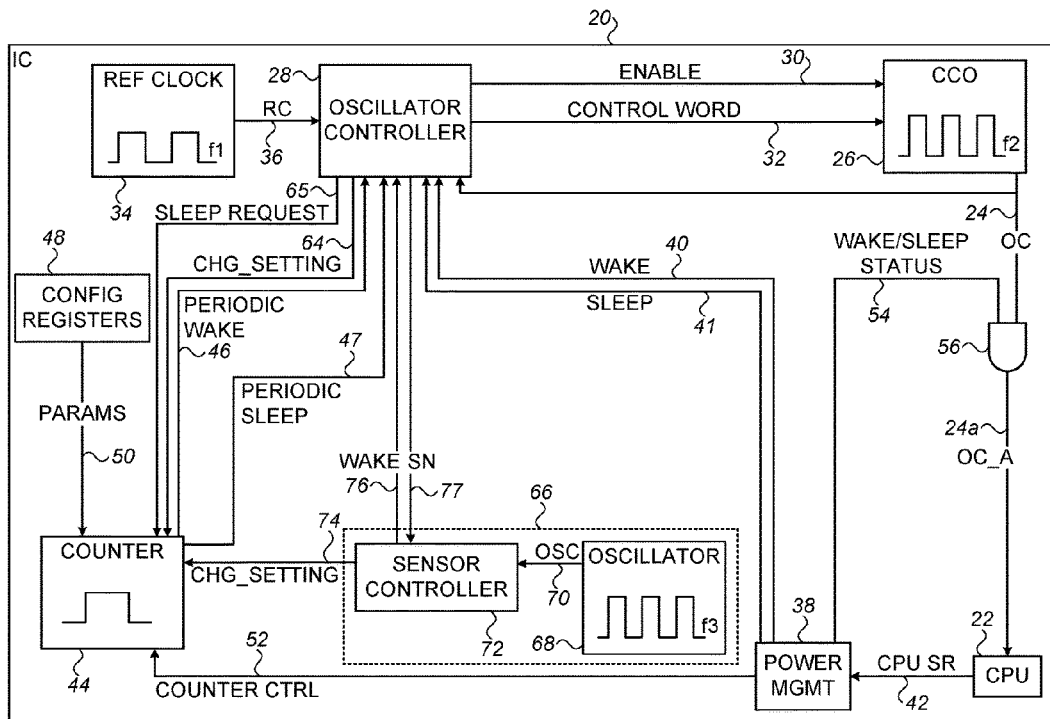 20
IC
REF CLOCK
f1
34
RC
36
28
OSCILLATOR
CONTROLLER
ENABLE
30
CONTROL WORD
32
CCO
f2
26
65
SLEEP REQUEST
64
CHG_SETTING
PERIODIC
WAKE
46
47
PERIODIC
SLEEP
WAKE
40
SLEEP
41
24
OC
WAKE/SLEEP
STATUS
54
56
24a
OC_A
48
CONFIG
REGISTERS
PARAMS
50
WAKE SN
76
77
66
COUNTER
44
74
CHG_SETTING
SENSOR
CONTROLLER
72
OSC
70
OSCILLATOR
f3
68
52
COUNTER CTRL
38
POWER
MGMT
CPU SR
42
22
CPU